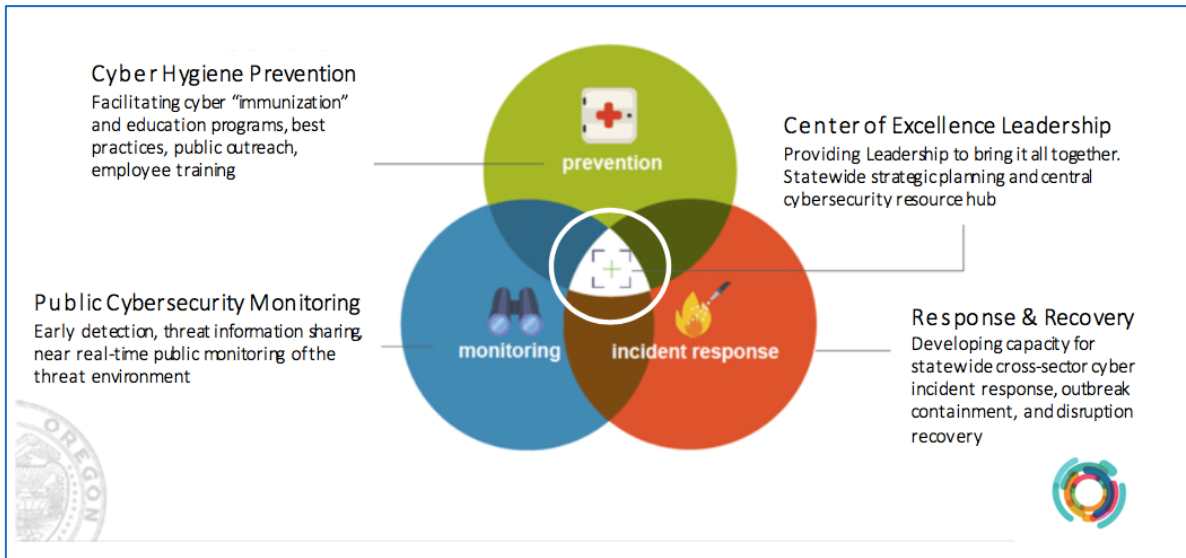 Cyber Hygiene Prevention
Facilitating cyber “immunization”
and education programs, best
practices, public outreach,
employee training
prevention
Center of Excellence Leadership
Providing Leadership to bring it all together.
Statewide strategic planning and central
cybersecurity resource hub
Public Cybersecurity Monitoring
Early detection, threat information sharing,
near real-time public monitoring of the
threat environment
monitoring
incident response
Response & Recovery
Developing capacity for
statewide cross-sector cyber
incident response, outbreak
containment, and disruption
recovery
OREGON